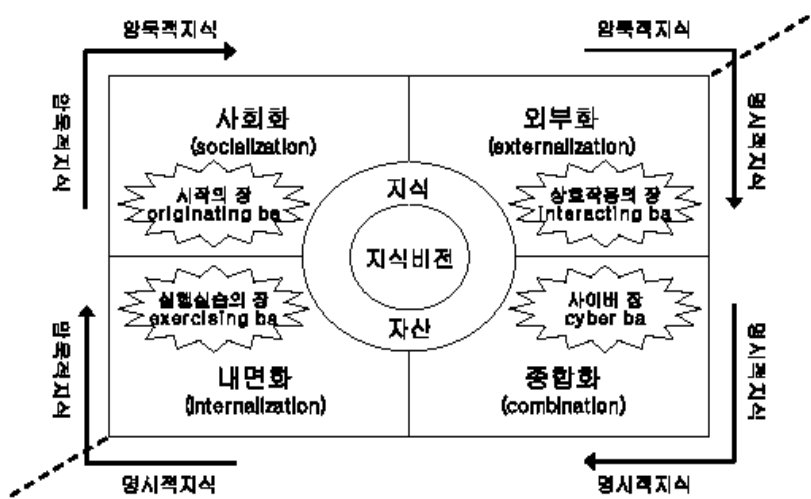 암묵적지식
암묵적지식
암묵적지식
명시적지식
사회화
(socialization)
외부화
(externalization)
시작의 장
originating ba
지식
상호작용의 장
interacting ba
지식비전
실행실습의 장
exercising ba
사이버 장
cyber ba
자산
내면화
(internalization)
종합화
(combination)
암묵적지식
명시적지식
명시적지식
명시적지식